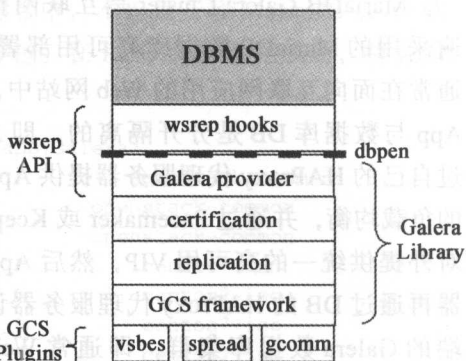 DBMS
wsrep hooks
wsrep
API
dbpen
Galera provider
certification
Galera
Library
replication
GCS framework
GCS
Plugins
vsbes
spread
gcomm